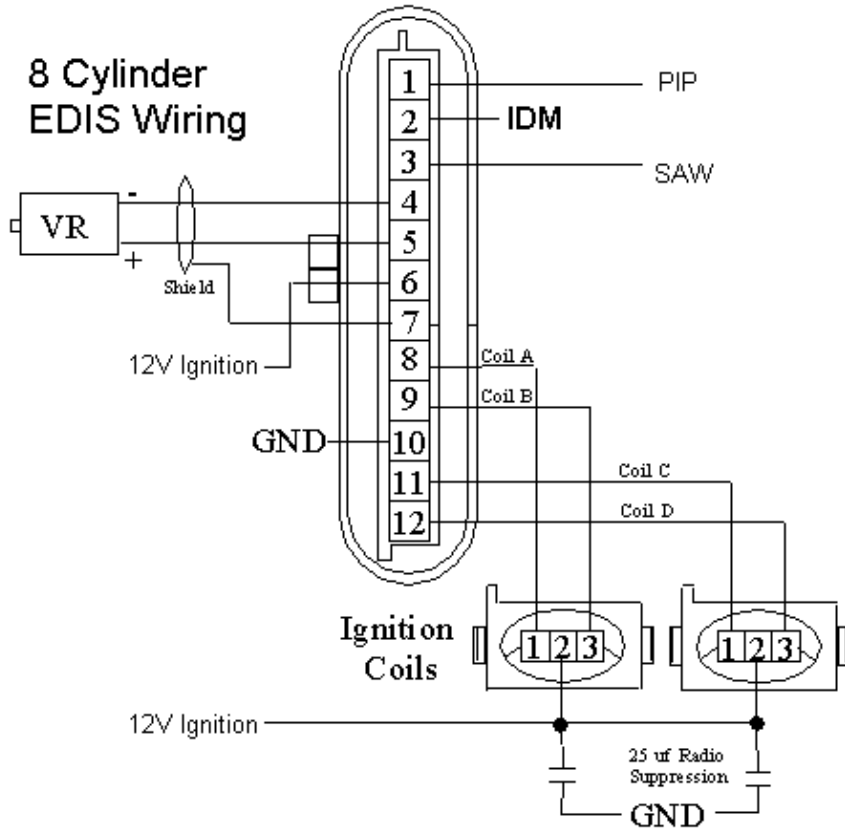 8 Cylinder
EDIS Wiring
1
PIP
2
IDM
3
SAW
4
-
VR
5
+
Shield
6
7
12V Ignition
8
Coil A
9
Coil B
GND
10
11
Coil C
12
Coil D
Ignition
Coils
1 2 3
1 2 3
12V Ignition
25 uf Radio
Suppression
GND